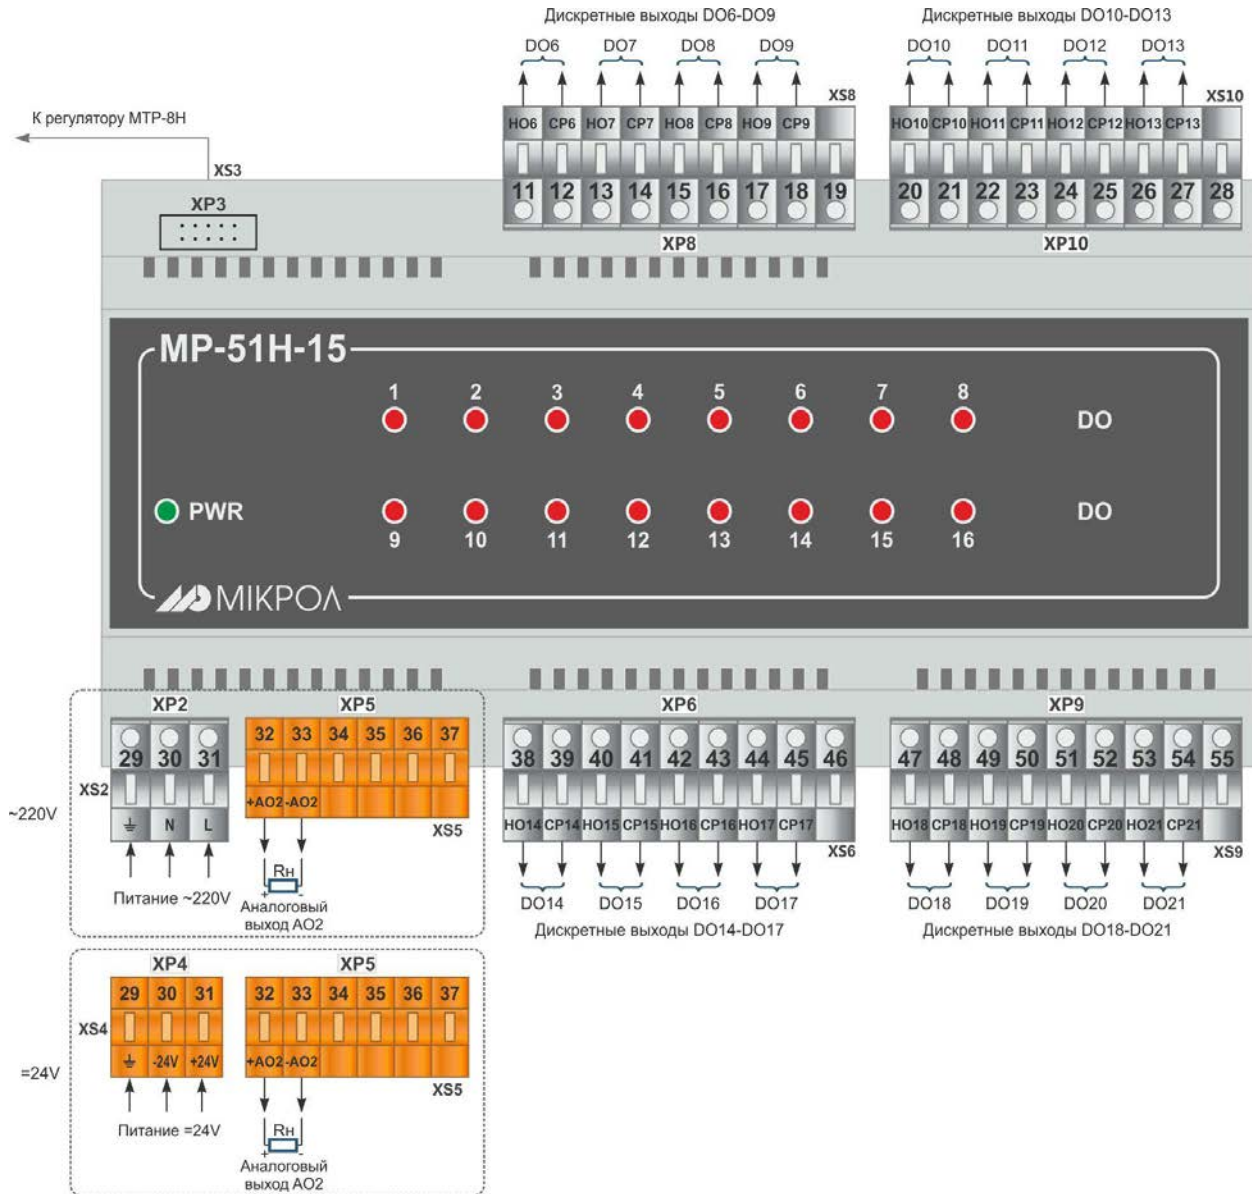 Дискретные выходы DO6-DO9
Дискретные выходы DO10-DO13
DO6 DO7 DO8 DO9
DO10 DO11 DO12 DO13
XS8
XS10
НО6 СР6 НО7 СР7 НО8 СР8 НО9 СР9
НО10 СР10 НО11 СР11 НО12 СР12 НО13 СР13
К регулятору МТР-8Н
XS3
XP3
11 12 13 14 15 16 17 18 19
20 21 22 23 24 25 26 27 28
XP8
XP10
МР-51Н-15
1 2 3 4 5 6 7 8
DO
PWR
DO
9 10 11 12 13 14 15 16
МІКРОЛ
XP2
XP5
XP6
XP9
29 30 31
32 33 34 35 36 37
38 39 40 41 42 43 44 45 46
47 48 49 50 51 52 53 54 55
XS2
~220V
N L
+AO2 -AO2
XS5
НО14 СР14 НО15 СР15 НО16 СР16 НО17 СР17
XS6
НО18 СР18 НО19 СР19 НО20 СР20 НО21 СР21
XS9
Питание ~220V
Rн
+ -
Аналоговый
выход АО2
DO14 DO15 DO16 DO17
DO18 DO19 DO20 DO21
Дискретные выходы DO14-DO17
Дискретные выходы DO18-DO21
XP4
XP5
29 30 31
32 33 34 35 36 37
XS4
=24V
-24V +24V
+AO2 -AO2
XS5
Питание =24V
Rн
+ -
Аналоговый
выход АО2